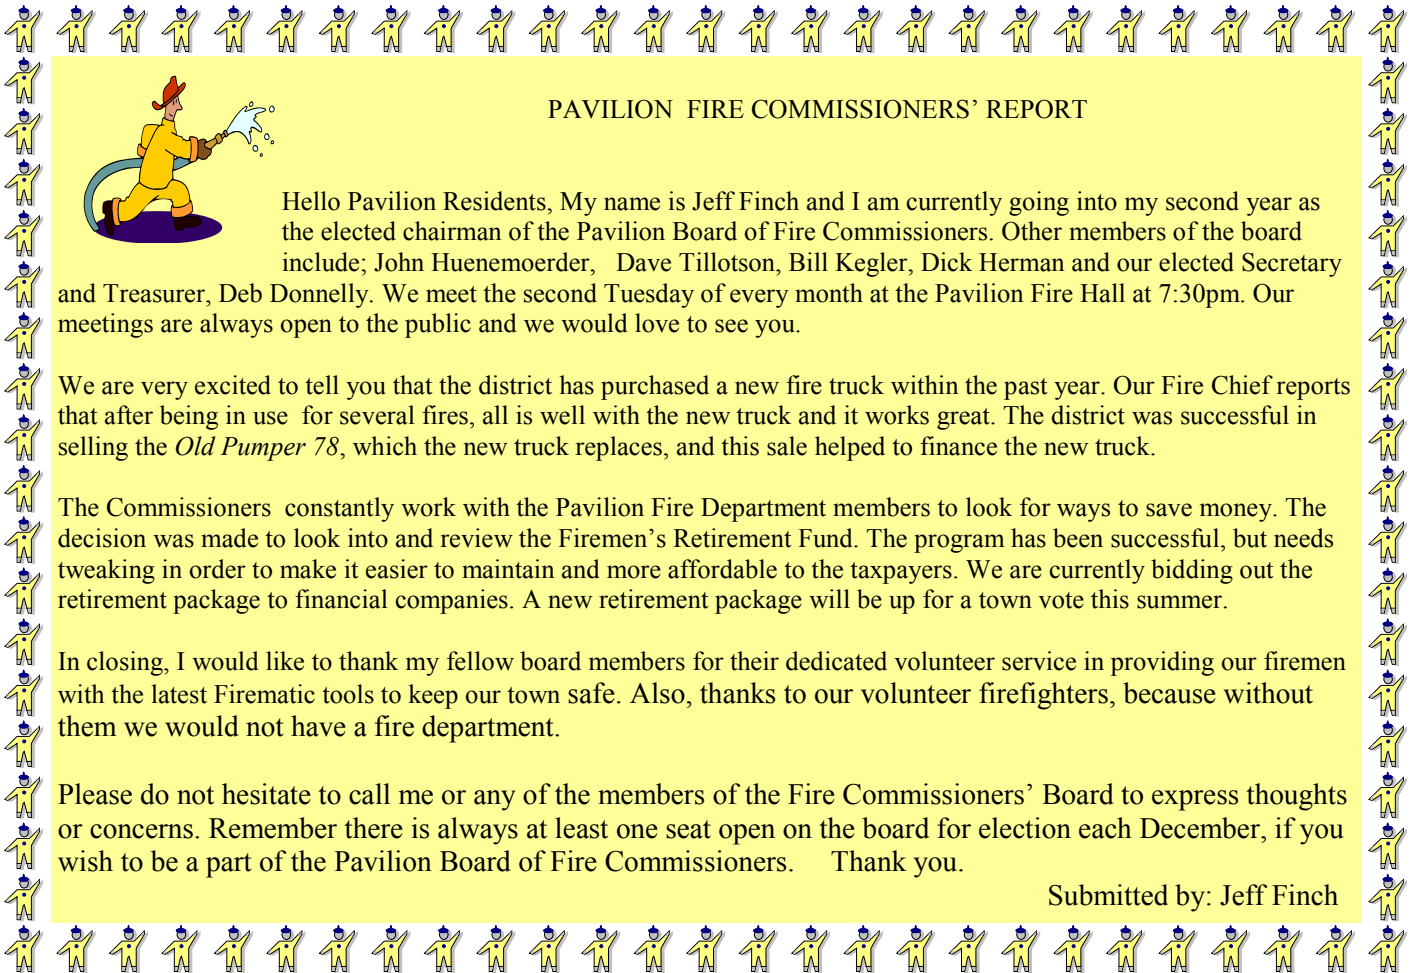 PAVILION  FIRE COMMISSIONERS’ REPORT
Hello Pavilion Residents, My name is Jeff Finch and I am currently going into my second year as
the elected chairman of the Pavilion Board of Fire Commissioners. Other members of the board
include; John Huenemoerder,   Dave Tillotson, Bill Kegler, Dick Herman and our elected Secretary
and Treasurer, Deb Donnelly. We meet the second Tuesday of every month at the Pavilion Fire Hall at 7:30pm. Our
meetings are always open to the public and we would love to see you.
We are very excited to tell you that the district has purchased a new fire truck within the past year. Our Fire Chief reports
that after being in use  for several fires, all is well with the new truck and it works great. The district was successful in
selling the Old Pumper 78, which the new truck replaces, and this sale helped to finance the new truck.
The Commissioners  constantly work with the Pavilion Fire Department members to look for ways to save money. The
decision was made to look into and review the Firemen’s Retirement Fund. The program has been successful, but needs
tweaking in order to make it easier to maintain and more affordable to the taxpayers. We are currently bidding out the
retirement package to financial companies. A new retirement package will be up for a town vote this summer.
In closing, I would like to thank my fellow board members for their dedicated volunteer service in providing our firemen
with the latest Firematic tools to keep our town safe. Also, thanks to our volunteer firefighters, because without
them we would not have a fire department.
Please do not hesitate to call me or any of the members of the Fire Commissioners’ Board to express thoughts
or concerns. Remember there is always at least one seat open on the board for election each December, if you
wish to be a part of the Pavilion Board of Fire Commissioners.    Thank you.
Submitted by: Jeff Finch